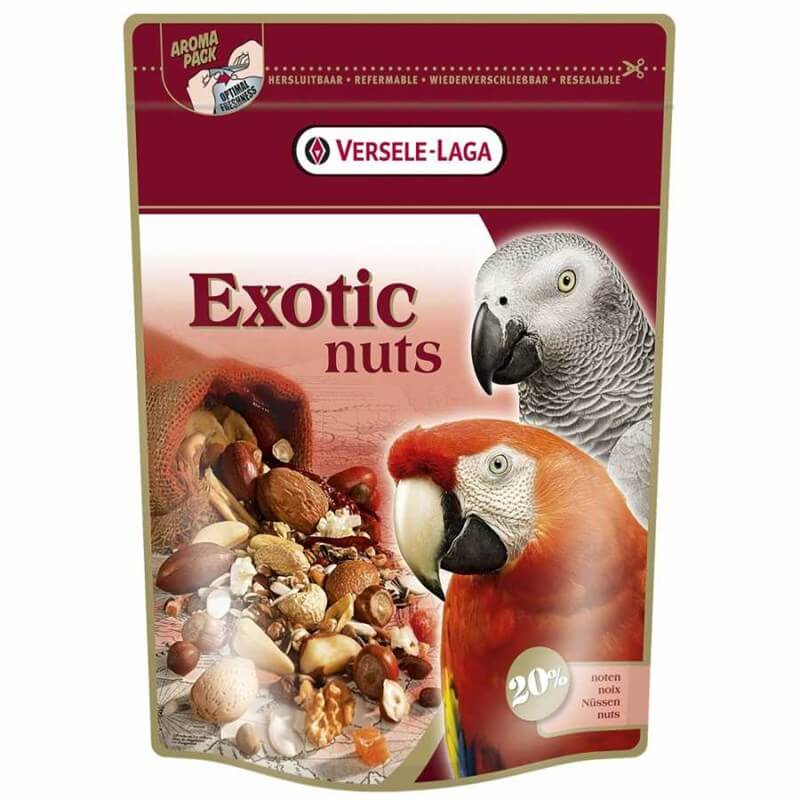 AROMA
PACK
OPTIMAL
FRESHNESS
HERSLUITBAAR • REFERMABLE • WIEDERVERSCHLIEßBAR • RESEALABLE
VERSELE-LAGA
Exotic
nuts
20%
noten
noix
Nüssen
nuts